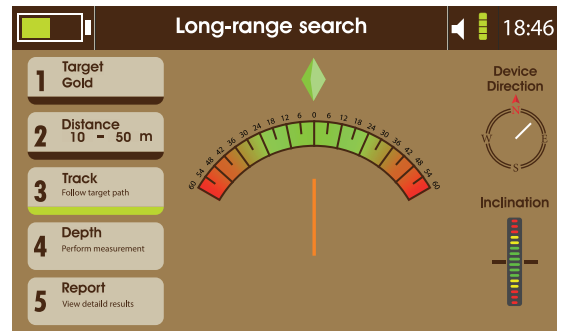 Long-range search
18:46
1 Target
Gold
2 Distance
10 - 50 m
3 Track
Follow target path
4 Depth
Perform measurement
5 Report
View detaild results
60 54 48 42 36 30 24 18 12 6 0 6 12 18 24 30 36 42 48 54 60
Device
Direction
N
W E
S
Inclination